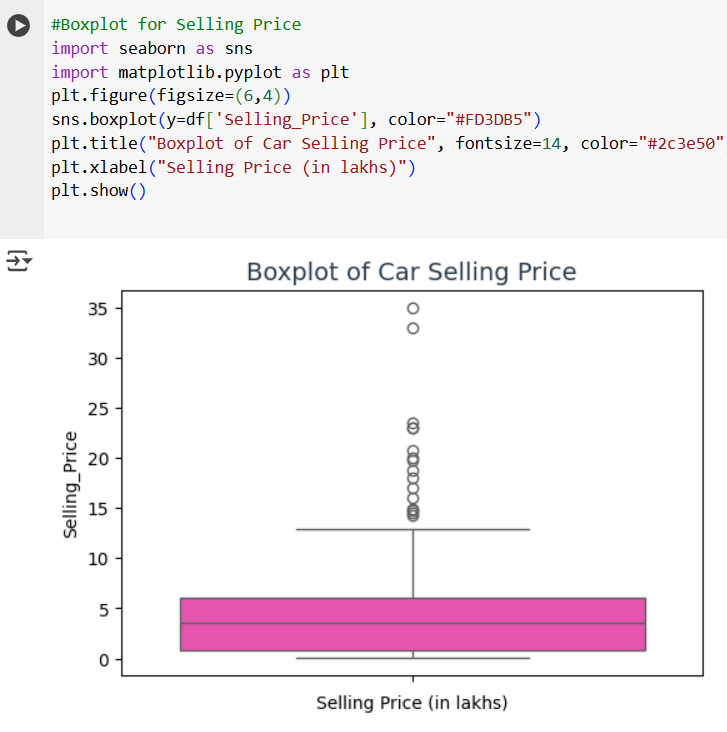 #Boxplot for Selling Price
import seaborn as sns
import matplotlib.pyplot as plt
plt.figure(figsize=(6,4))
sns.boxplot(y=df['Selling_Price'], color="#FD3DB5")
plt.title("Boxplot of Car Selling Price", fontsize=14, color="#2c3e50"
plt.xlabel("Selling Price (in lakhs)")
plt.show()
Boxplot of Car Selling Price
35
30
25
20
15
10
5
0
Selling_Price
Selling Price (in lakhs)